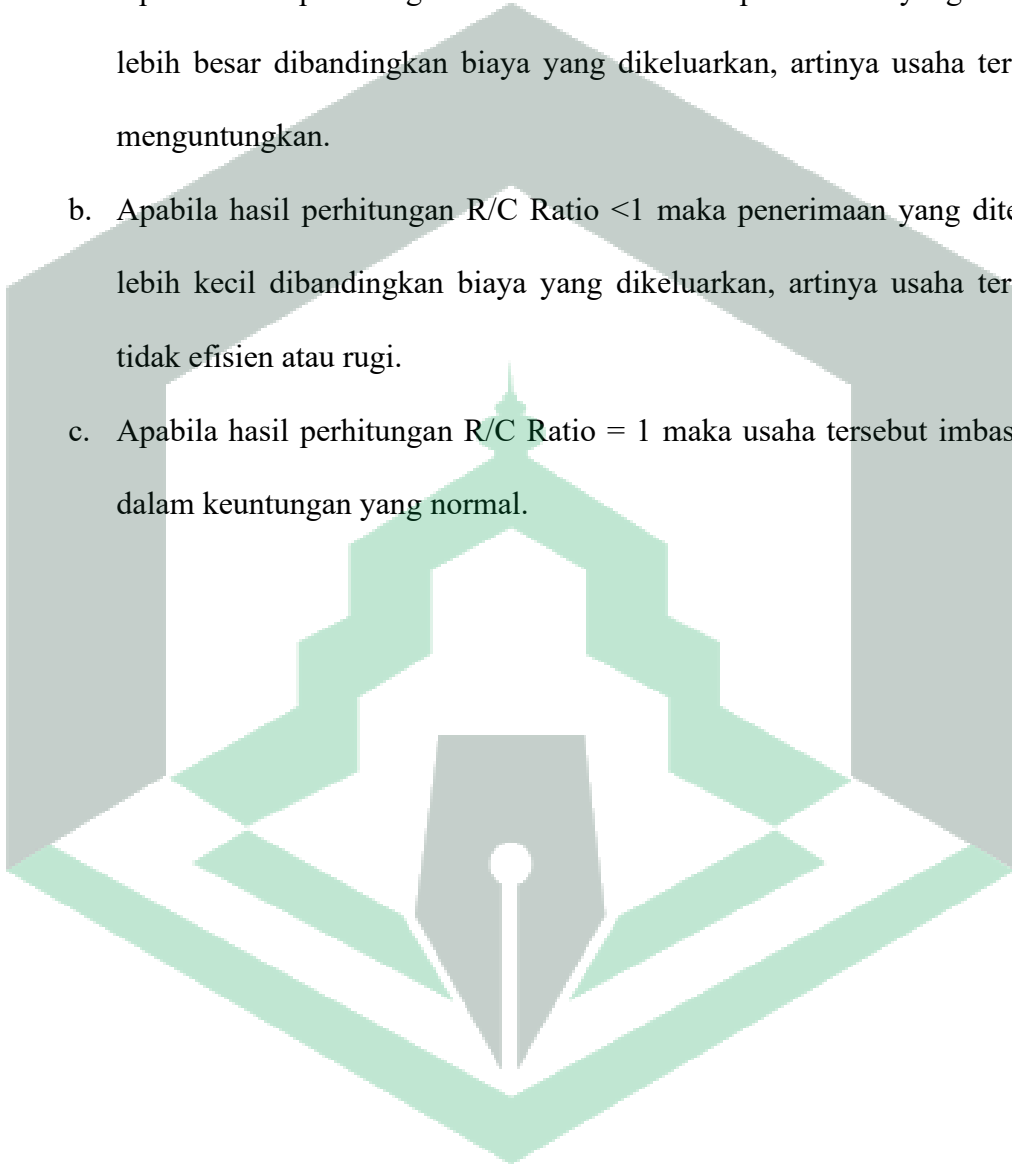 lebih besar dibandingkan biaya yang dikeluarkan, artinya usaha ter
menguntungkan.
b. Apabila hasil perhitungan R/C Ratio <1 maka penerimaan yang dite
lebih kecil dibandingkan biaya yang dikeluarkan, artinya usaha ter
tidak efisien atau rugi.
c. Apabila hasil perhitungan R/C Ratio = 1 maka usaha tersebut imbas
dalam keuntungan yang normal.